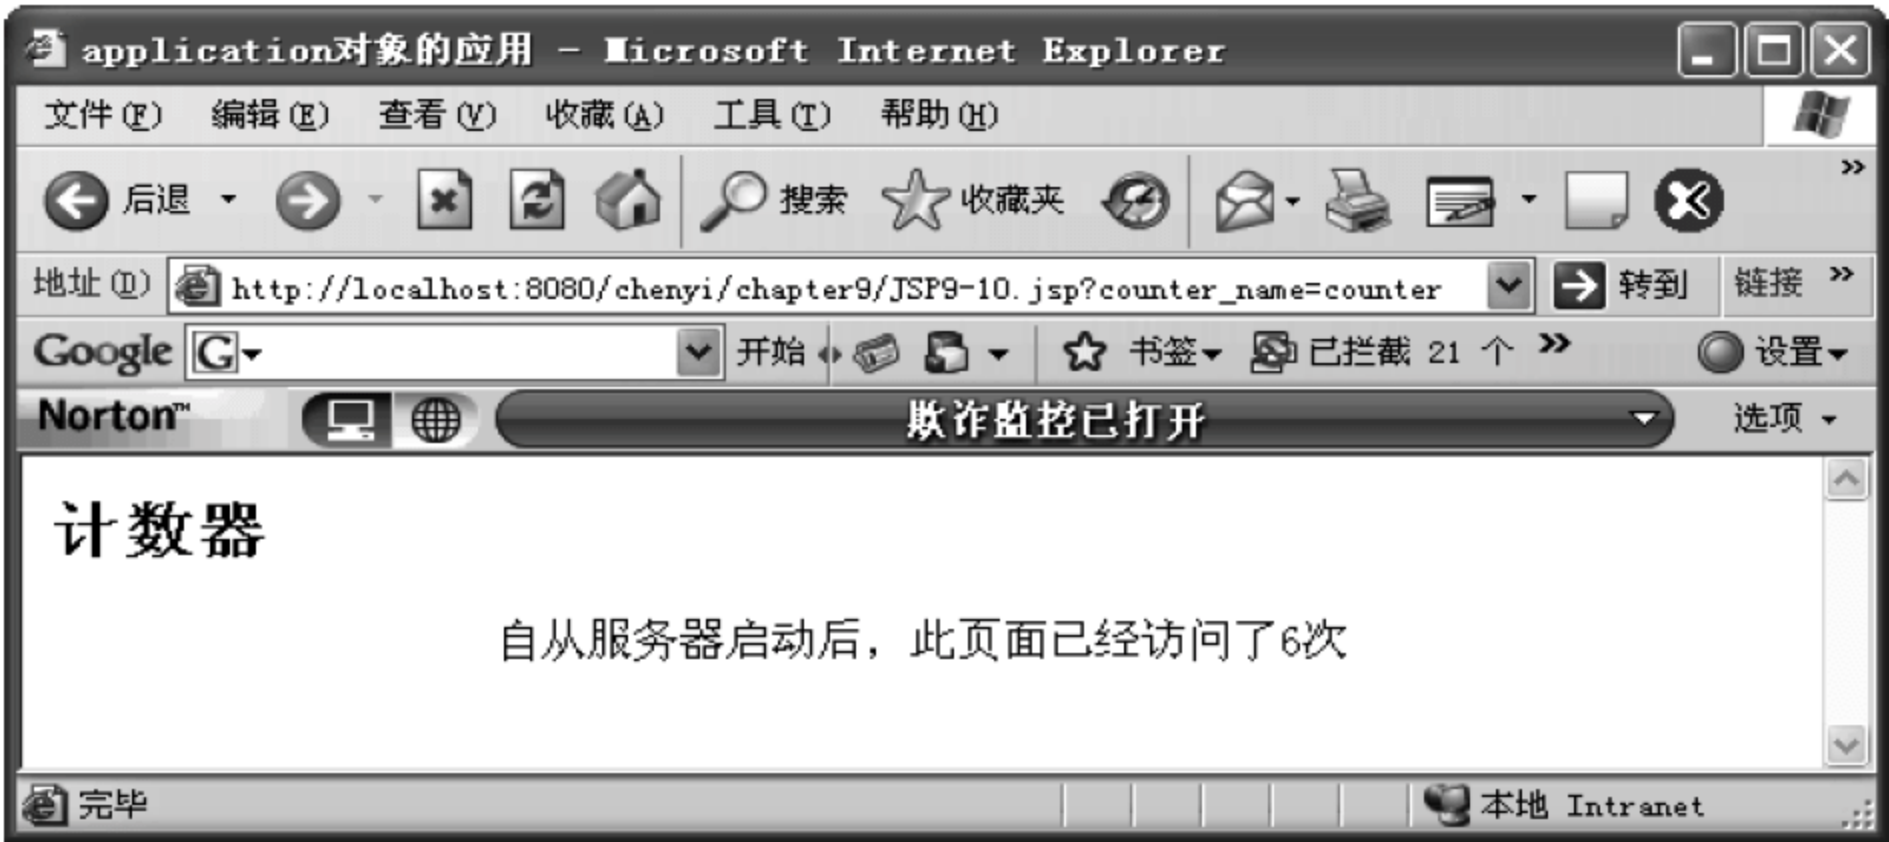 application对象的应用 - Microsoft Internet Explorer
文件(F) 编辑(E) 查看(V) 收藏(A) 工具(T) 帮助(H)
后退 搜索 收藏夹 »
地址(D) http://localhost:8080/chenyi/chapter9/JSP9-10.jsp?counter_name=counter 转到 链接 »
Google G 开始 书签 已拦截 21 个 » 设置
Norton™ 欺诈监控已打开 选项
计数器
自从服务器启动后，此页面已经访问了6次
完毕 本地 Intranet